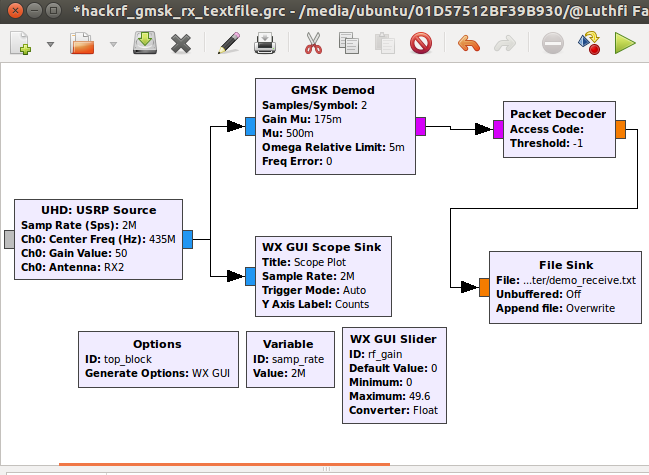 *hackrf_gmsk_rx_textfile.grc - /media/ubuntu/01D57512BF39B930/@Luthfi Fa
GMSK Demod
Samples/Symbol: 2
Gain Mu: 175m
Mu: 500m
Omega Relative Limit: 5m
Freq Error: 0
Packet Decoder
Access Code:
Threshold: -1
UHD: USRP Source
Samp Rate (Sps): 2M
Ch0: Center Freq (Hz): 435M
Ch0: Gain Value: 50
Ch0: Antenna: RX2
WX GUI Scope Sink
Title: Scope Plot
Sample Rate: 2M
Trigger Mode: Auto
Y Axis Label: Counts
File Sink
File: ...ter/demo_receive.txt
Unbuffered: Off
Append file: Overwrite
Options
ID: top_block
Generate Options: WX GUI
Variable
ID: samp_rate
Value: 2M
WX GUI Slider
ID: rf_gain
Default Value: 0
Minimum: 0
Maximum: 49.6
Converter: Float